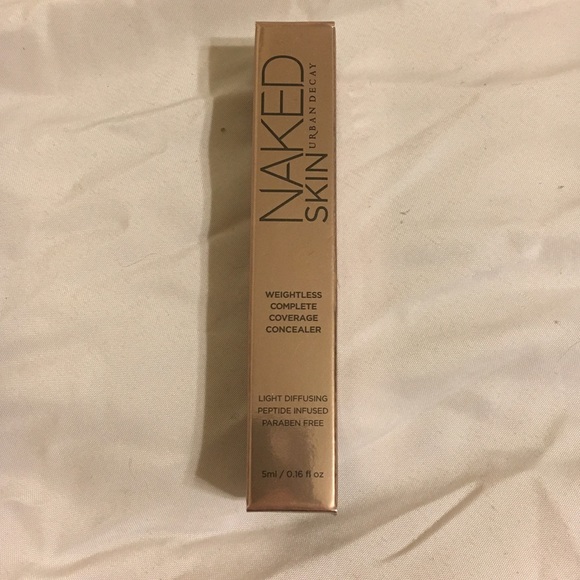 NAKED
SKIN
URBAN DECAY
WEIGHTLESS
COMPLETE
COVERAGE
CONCEALER
LIGHT DIFFUSING
PEPTIDE INFUSED
PARABEN FREE
5ml / 0.16 fl oz